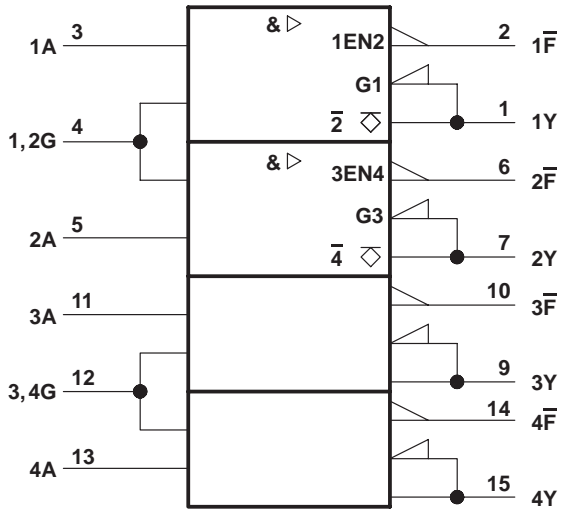 & ▷
1A 3
1EN2
2 1F̅
G1
1,2G 4
2̅ ◇
1 1Y
& ▷
3EN4
6 2F̅
2A 5
G3
4̅ ◇
7 2Y
3A 11
10 3F̅
3,4G 12
9 3Y
14 4F̅
4A 13
15 4Y